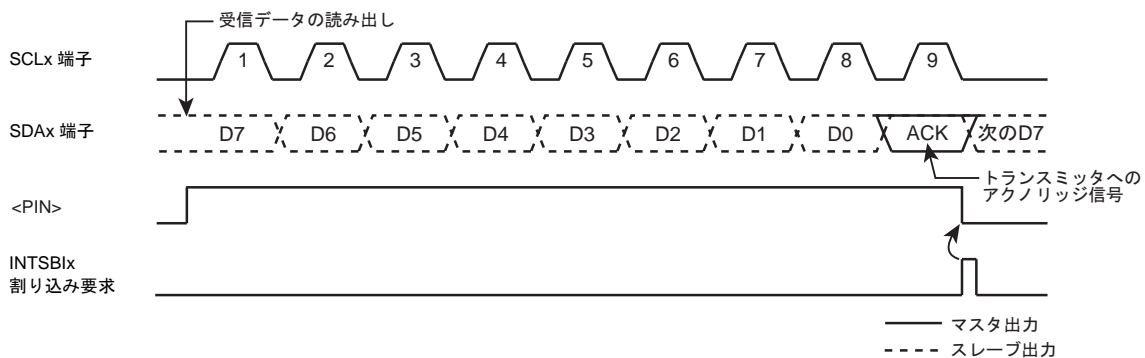 受信データの読み出し
SCLx 端子
1 2 3 4 5 6 7 8 9
SDAx 端子
D7 D6 D5 D4 D3 D2 D1 D0 ACK 次のD7
トランスミッタへの
アクノリッジ信号
<PIN>
INTSBIx
割り込み要求
マスタ出力
スレーブ出力